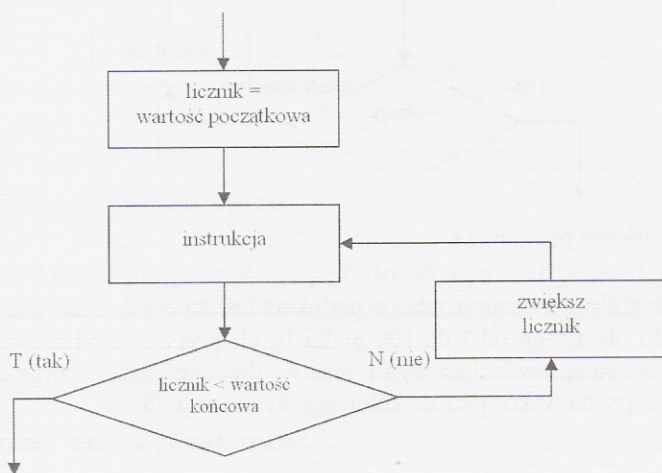 licznik =
wartość początkowa
instrukcja
zwiększ
licznik
T (tak)
N (nie)
licznik < wartość
końcowa